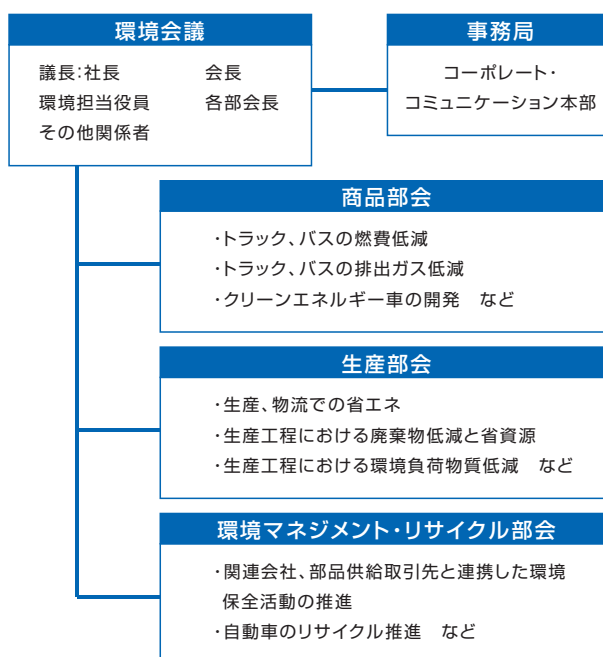 環境会議
議長:社長 会長
環境担当役員 各部会長
その他関係者
事務局
コーポレート・
コミュニケーション本部
商品部会
・トラック、バスの燃費低減
・トラック、バスの排出ガス低減
・クリーンエネルギー車の開発 など
生産部会
・生産、物流での省エネ
・生産工程における廃棄物低減と省資源
・生産工程における環境負荷物質低減 など
環境マネジメント・リサイクル部会
・関連会社、部品供給取引先と連携した環境
保全活動の推進
・自動車のリサイクル推進 など